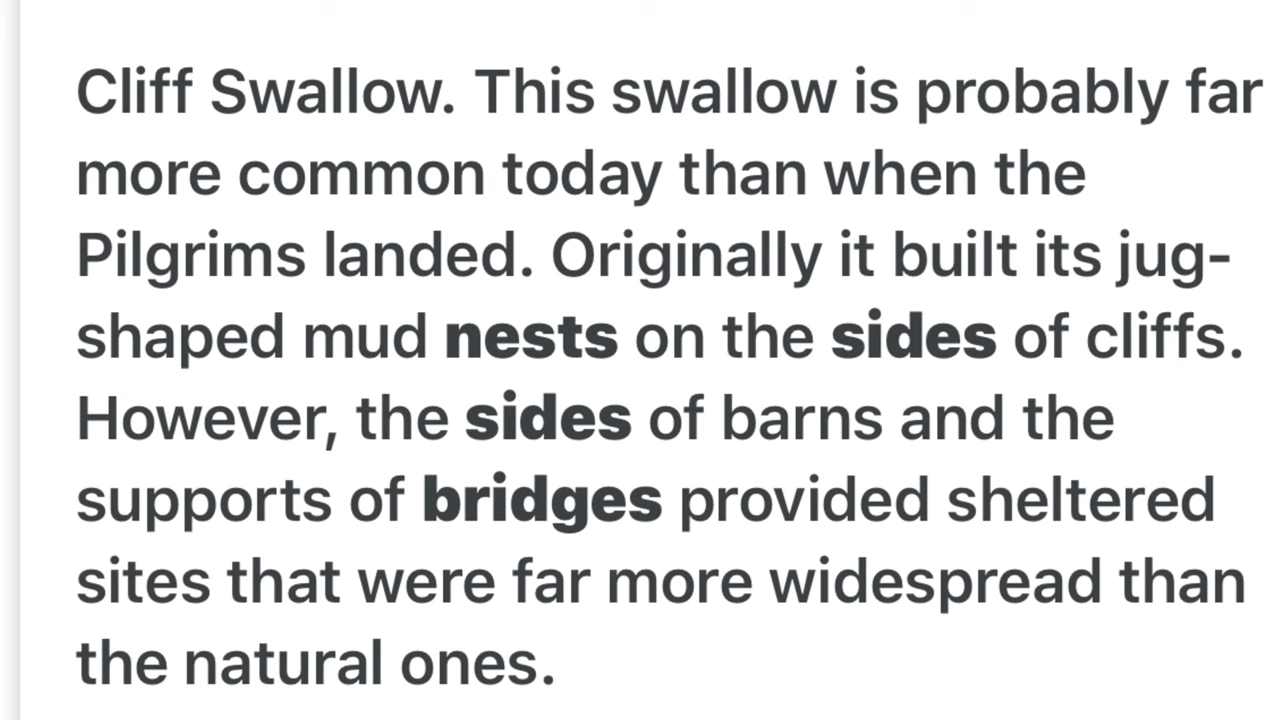 Cliff Swallow. This swallow is probably far
more common today than when the
Pilgrims landed. Originally it built its jug-
shaped mud nests on the sides of cliffs.
However, the sides of barns and the
supports of bridges provided sheltered
sites that were far more widespread than
the natural ones.